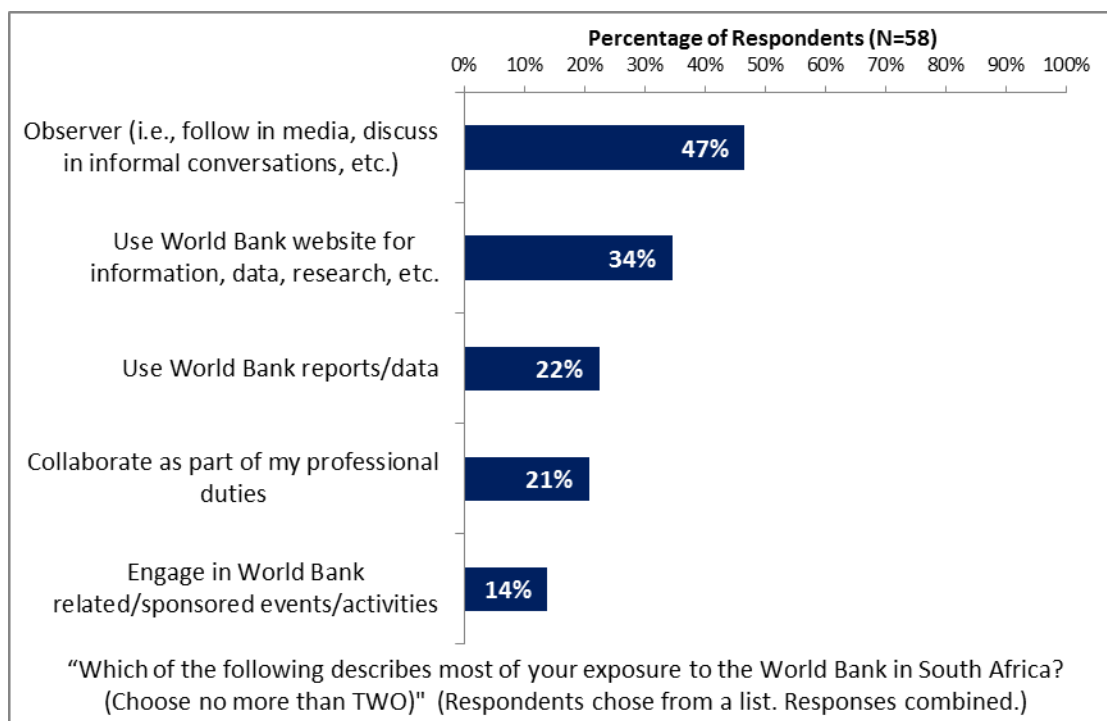 Percentage of Respondents (N=58)
0% 10% 20% 30% 40% 50% 60% 70% 80% 90% 100%
Observer (i.e., follow in media, discuss
in informal conversations, etc.)
47%
Use World Bank website for
information, data, research, etc.
34%
Use World Bank reports/data
22%
Collaborate as part of my professional
duties
21%
Engage in World Bank
related/sponsored events/activities
14%
“Which of the following describes most of your exposure to the World Bank in South Africa?
(Choose no more than TWO)" (Respondents chose from a list. Responses combined.)